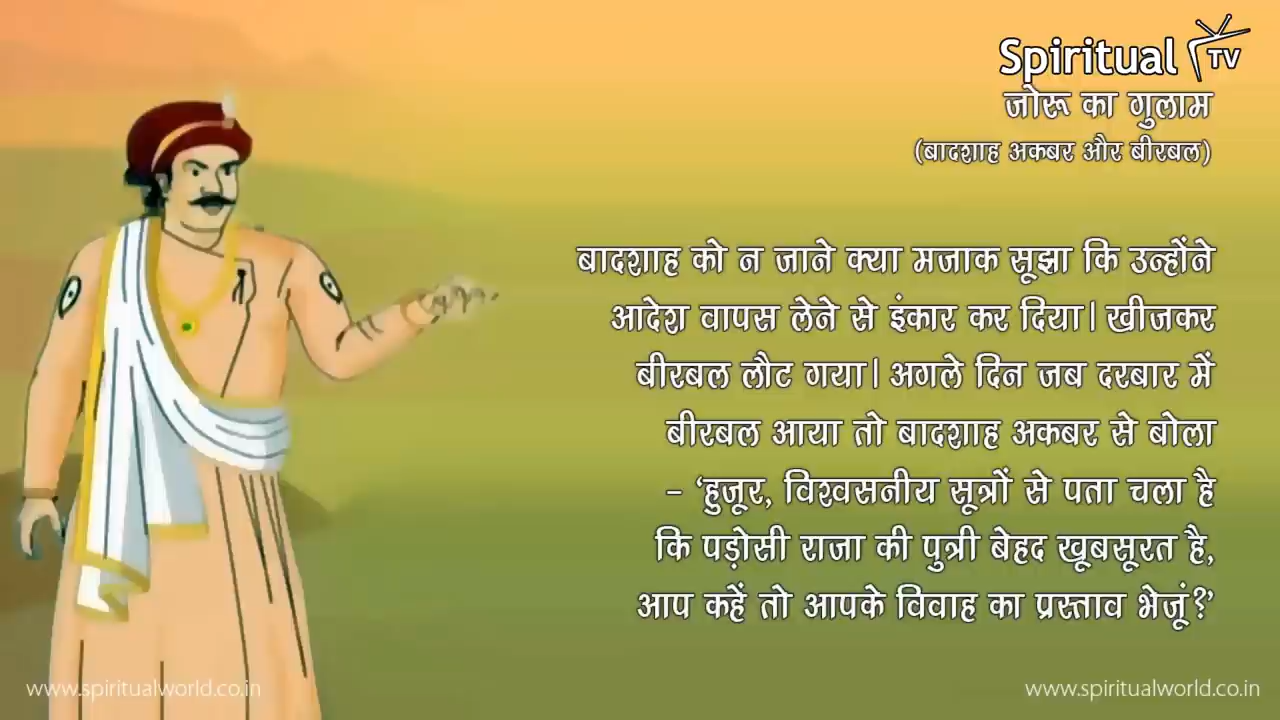 Spiritual TV
जोरू का गुलाम
(बादशाह अकबर और बीरबल)
बादशाह को न जाने क्या मजाक सूझा कि उन्होंने
आदेश वापस लेने से इंकार कर दिया| खीजकर
बीरबल लौट गया| अगले दिन जब दरबार में
बीरबल आया तो बादशाह अकबर से बोला
- ‘हुजूर, विश्वसनीय सूत्रों से पता चला है
कि पड़ोसी राजा की पुत्री बेहद खूबसूरत है,
आप कहें तो आपके विवाह का प्रस्ताव भेजूं?’
www.spiritualworld.co.in
www.spiritualworld.co.in